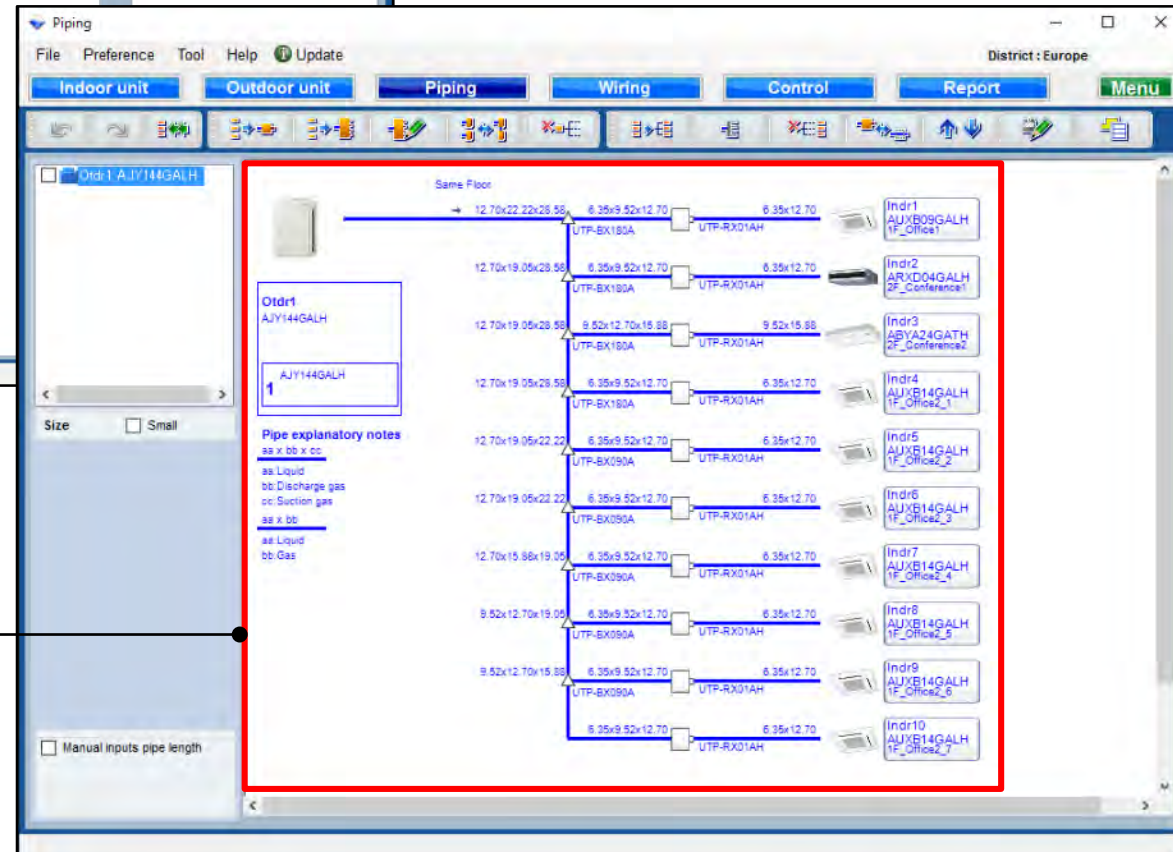 Piping
File Preference Tool Help Update District : Europe
Indoor unit Outdoor unit Piping Wiring Control Report Menu
Otdr1 AJY144GALH
Size Small
Manual inputs pipe length
Same Floor
Otdr1
AJY144GALH
AJY144GALH
1
Pipe explanatory notes
aa x bb x cc
aa:Liquid
bb:Discharge gas
cc:Suction gas
aa x bb
aa:Liquid
bb:Gas
12.70x22.22x28.58 6.35x9.52x12.70 6.35x12.70
UTP-BX180A UTP-RX01AH
Indr1
AUXB09GALH
1F_Office1
12.70x19.05x28.58 6.35x9.52x12.70 6.35x12.70
UTP-BX180A UTP-RX01AH
Indr2
ARXD04GALH
2F_Conference1
12.70x19.05x28.58 9.52x12.70x15.88 9.52x15.88
UTP-BX180A UTP-RX01AH
Indr3
ABYA24GATH
2F_Conference2
12.70x19.05x28.58 6.35x9.52x12.70 6.35x12.70
UTP-BX180A UTP-RX01AH
Indr4
AUXB14GALH
1F_Office2_1
12.70x19.05x22.22 6.35x9.52x12.70 6.35x12.70
UTP-BX090A UTP-RX01AH
Indr5
AUXB14GALH
1F_Office2_2
12.70x19.05x22.22 6.35x9.52x12.70 6.35x12.70
UTP-BX090A UTP-RX01AH
Indr6
AUXB14GALH
1F_Office2_3
12.70x15.88x19.05 6.35x9.52x12.70 6.35x12.70
UTP-BX090A UTP-RX01AH
Indr7
AUXB14GALH
1F_Office2_4
9.52x12.70x19.05 6.35x9.52x12.70 6.35x12.70
UTP-BX090A UTP-RX01AH
Indr8
AUXB14GALH
1F_Office2_5
9.52x12.70x15.88 6.35x9.52x12.70 6.35x12.70
UTP-BX090A UTP-RX01AH
Indr9
AUXB14GALH
1F_Office2_6
6.35x9.52x12.70 6.35x12.70
UTP-RX01AH
Indr10
AUXB14GALH
1F_Office2_7